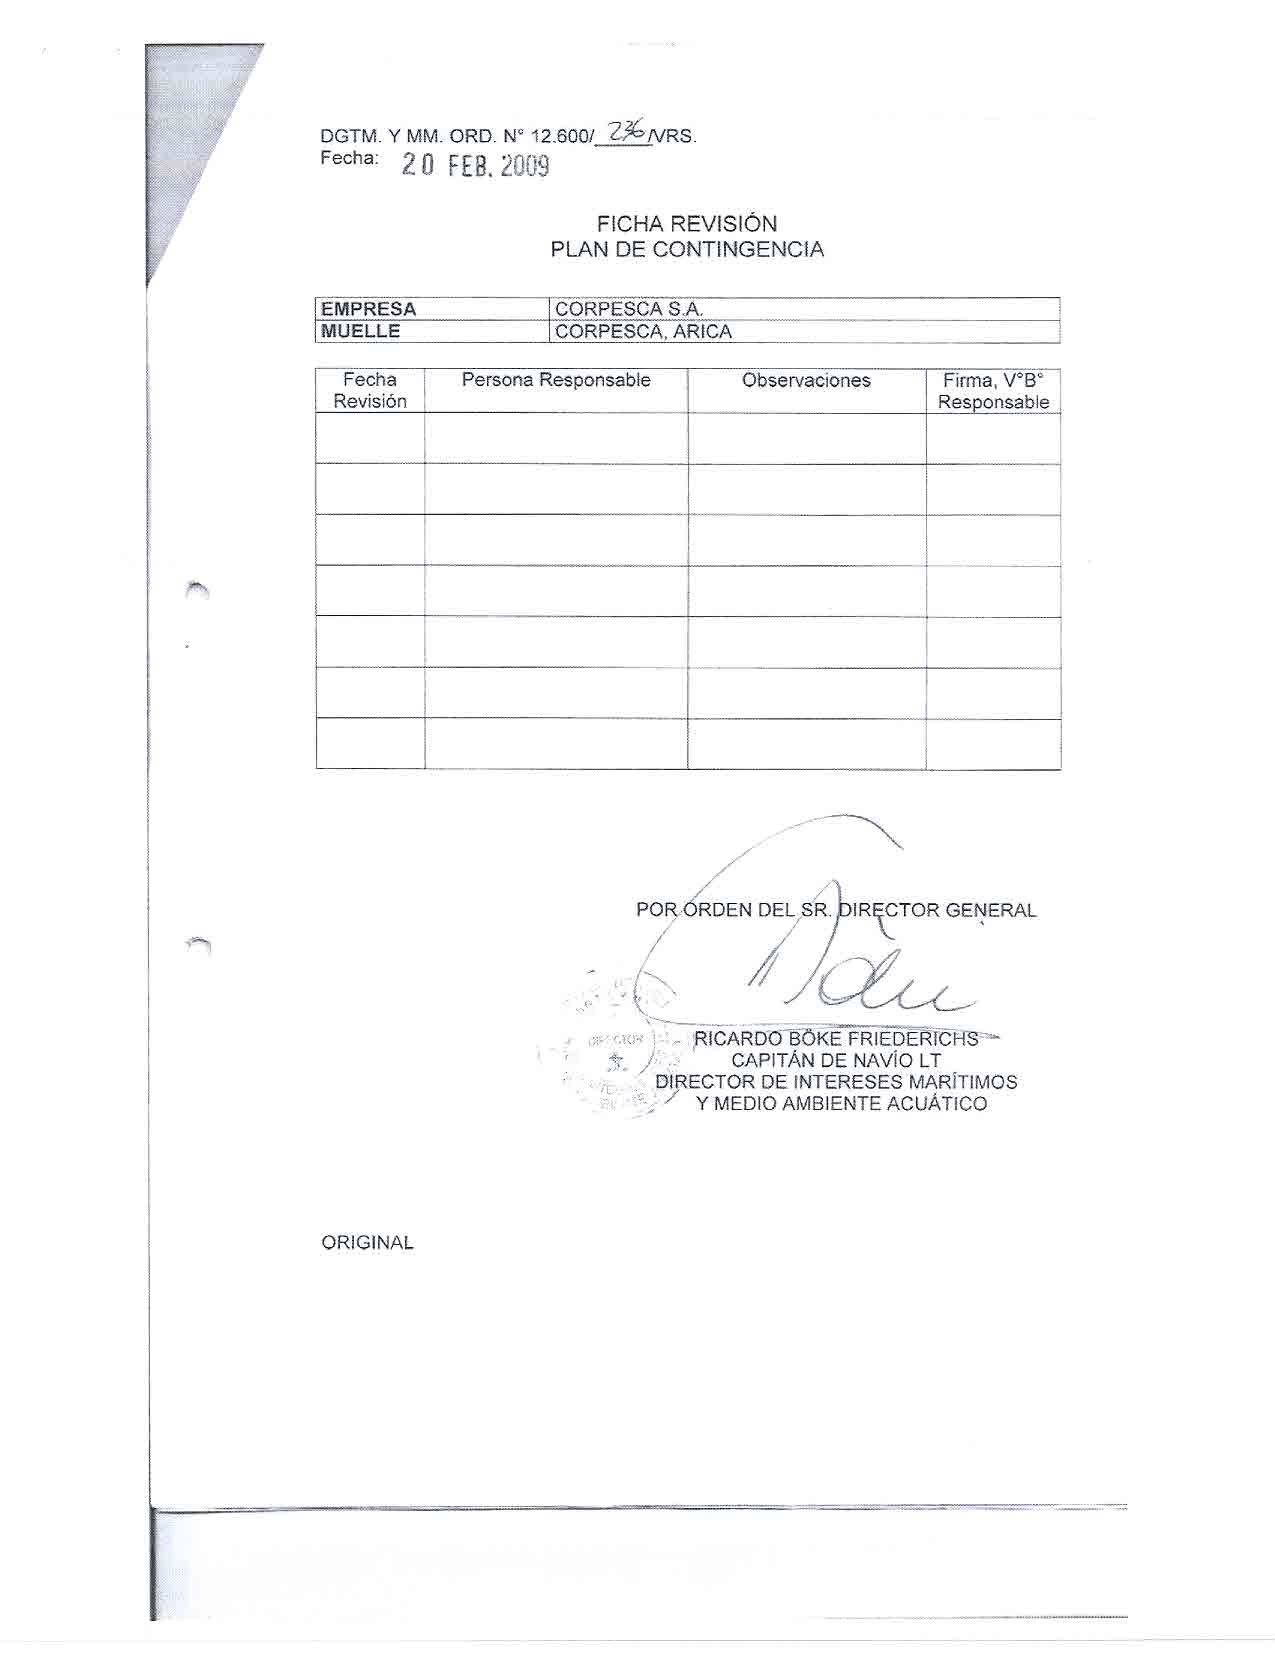 DGTM. Y MM. ORD. N° 12.600/ 236 /VRS.
Fecha: 20 FEB. 2009
FICHA REVISIÓN
PLAN DE CONTINGENCIA
EMPRESA CORPESCA S.A.
MUELLE CORPESCA, ARICA
Fecha Revisión Persona Responsable Observaciones Firma, V°B° Responsable
POR ORDEN DEL SR. DIRECTOR GENERAL
DIRECTOR
RICARDO BÖKE FRIEDERICHS
CAPITÁN DE NAVÍO LT
DIRECTOR DE INTERESES MARÍTIMOS
Y MEDIO AMBIENTE ACUÁTICO
ORIGINAL